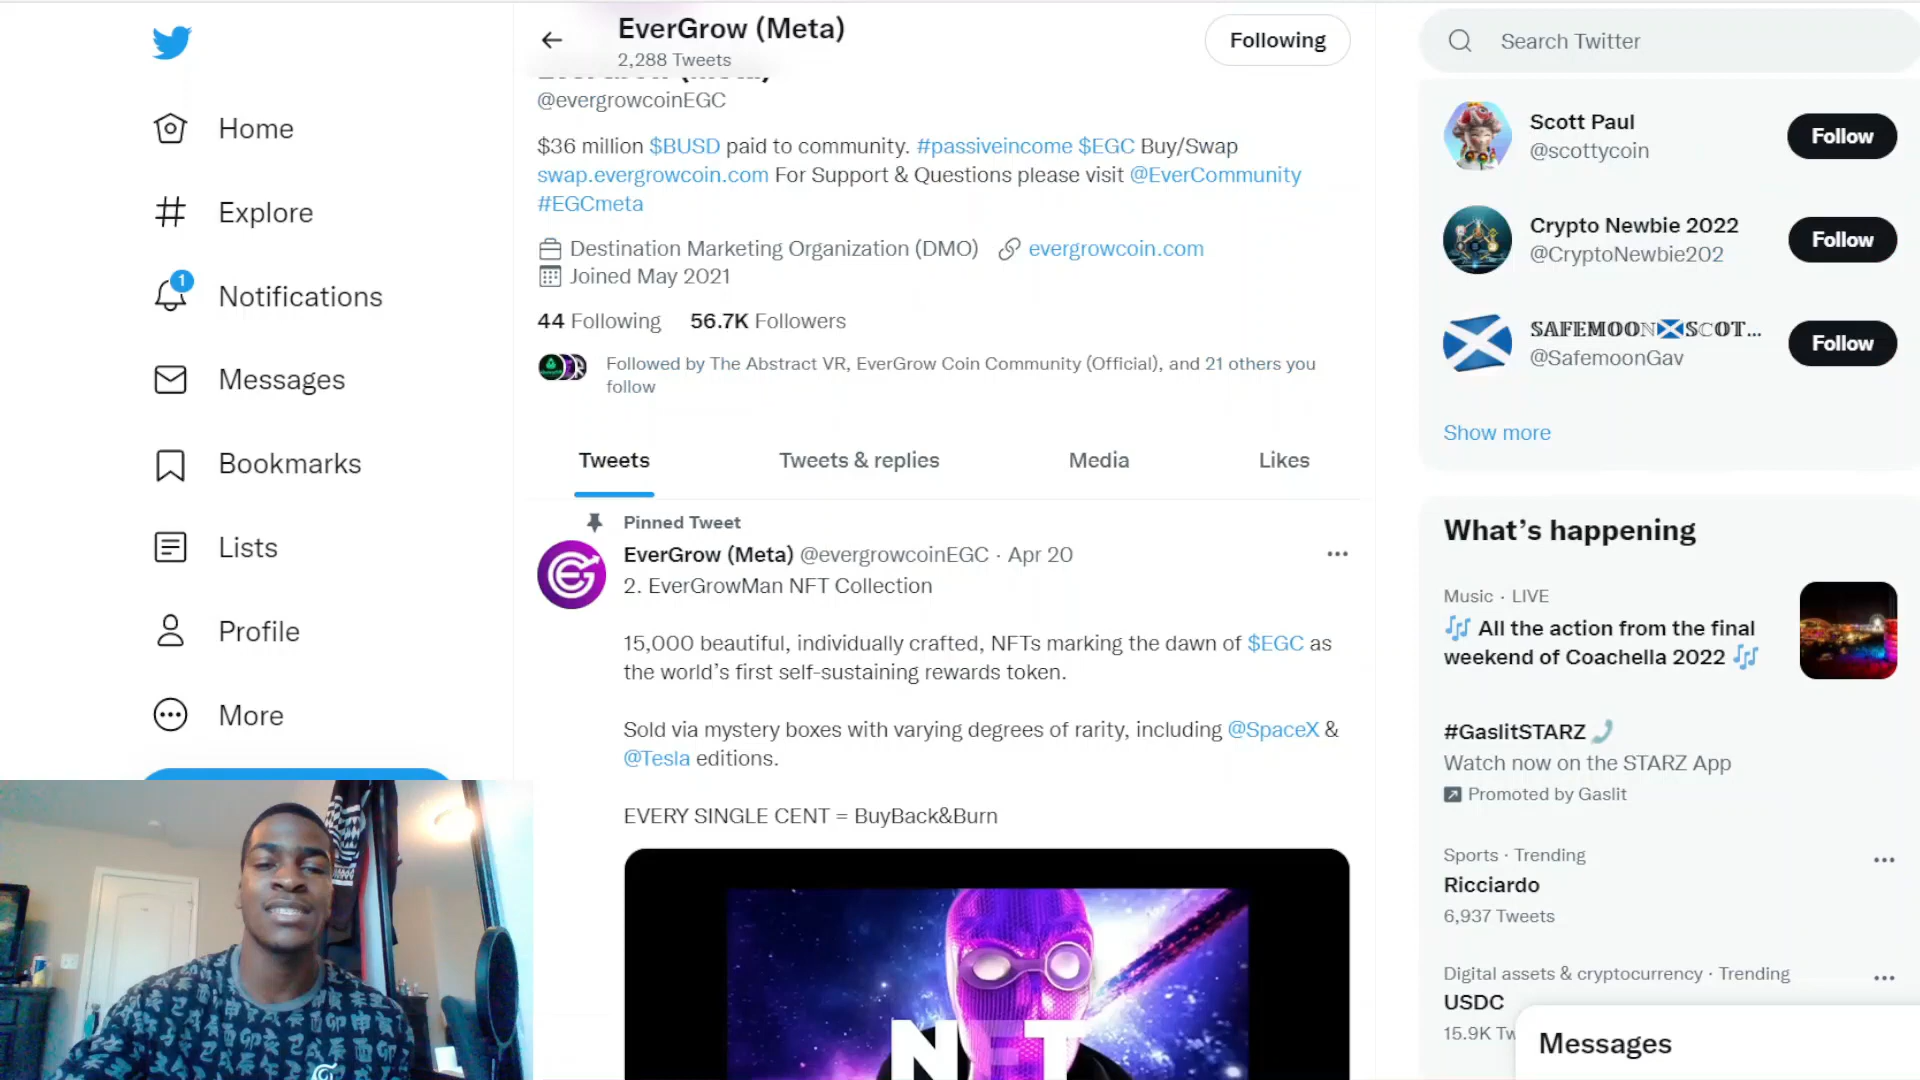 EverGrow (Meta)
2,288 Tweets
Following
@evergrowcoinEGC
$36 million $BUSD paid to community. #passiveincome $EGC Buy/Swap
swap.evergrowcoin.com For Support & Questions please visit @EverCommunity
#EGCmeta
Destination Marketing Organization (DMO) evergrowcoin.com
Joined May 2021
44 Following 56.7K Followers
Followed by The Abstract VR, EverGrow Coin Community (Official), and 21 others you
follow
Tweets Tweets & replies Media Likes
Pinned Tweet
EverGrow (Meta) @evergrowcoinEGC · Apr 20
2. EverGrowMan NFT Collection
15,000 beautiful, individually crafted, NFTs marking the dawn of $EGC as
the world's first self-sustaining rewards token.
Sold via mystery boxes with varying degrees of rarity, including @SpaceX &
@Tesla editions.
EVERY SINGLE CENT = BuyBack&Burn
NFT
Home
Explore
1
Notifications
Messages
Bookmarks
Lists
Profile
More
Search Twitter
Scott Paul
@scottycoin
Follow
Crypto Newbie 2022
@CryptoNewbie202
Follow
𝕊𝔸𝔽𝔼𝕄𝕆𝕆ℕ🏴󠁧󠁢󠁳󠁣󠁴󠁿𝕊ℂ𝕆𝕋...
@SafemoonGav
Follow
Show more
What's happening
Music · LIVE
🎶 All the action from the final
weekend of Coachella 2022 🎶
#GaslitSTARZ
Watch now on the STARZ App
Promoted by Gaslit
Sports · Trending
Ricciardo
6,937 Tweets
Digital assets & cryptocurrency · Trending
USDC
15.9K Tw
Messages